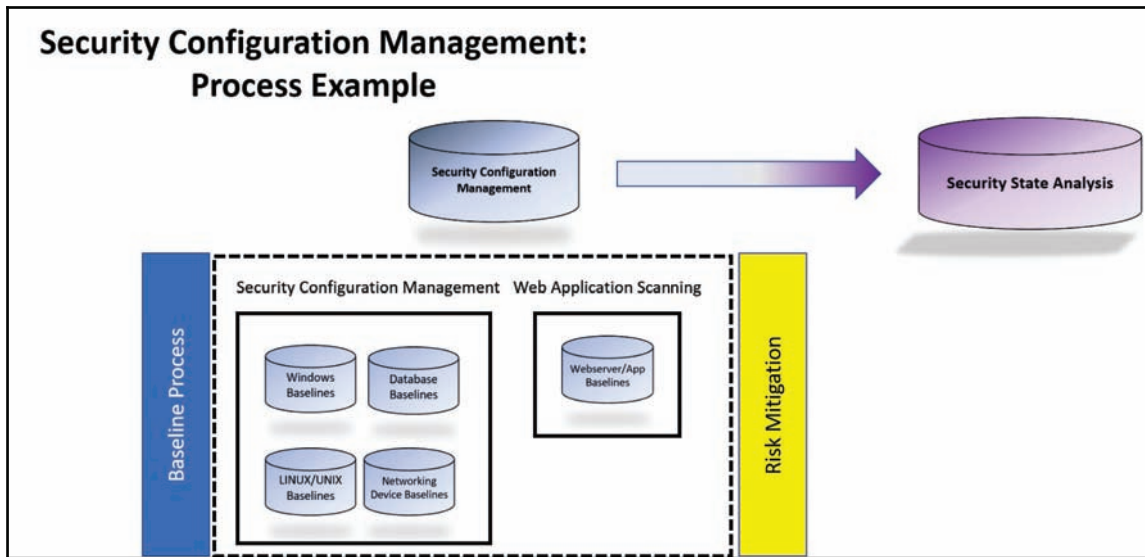 Security Configuration Management:
Process Example
Security Configuration
Management
Security State Analysis
Baseline Process
Security Configuration Management
Web Application Scanning
Windows
Baselines
Database
Baselines
LINUX/UNIX
Baselines
Networking
Device Baselines
Webserver/App
Baselines
Risk Mitigation